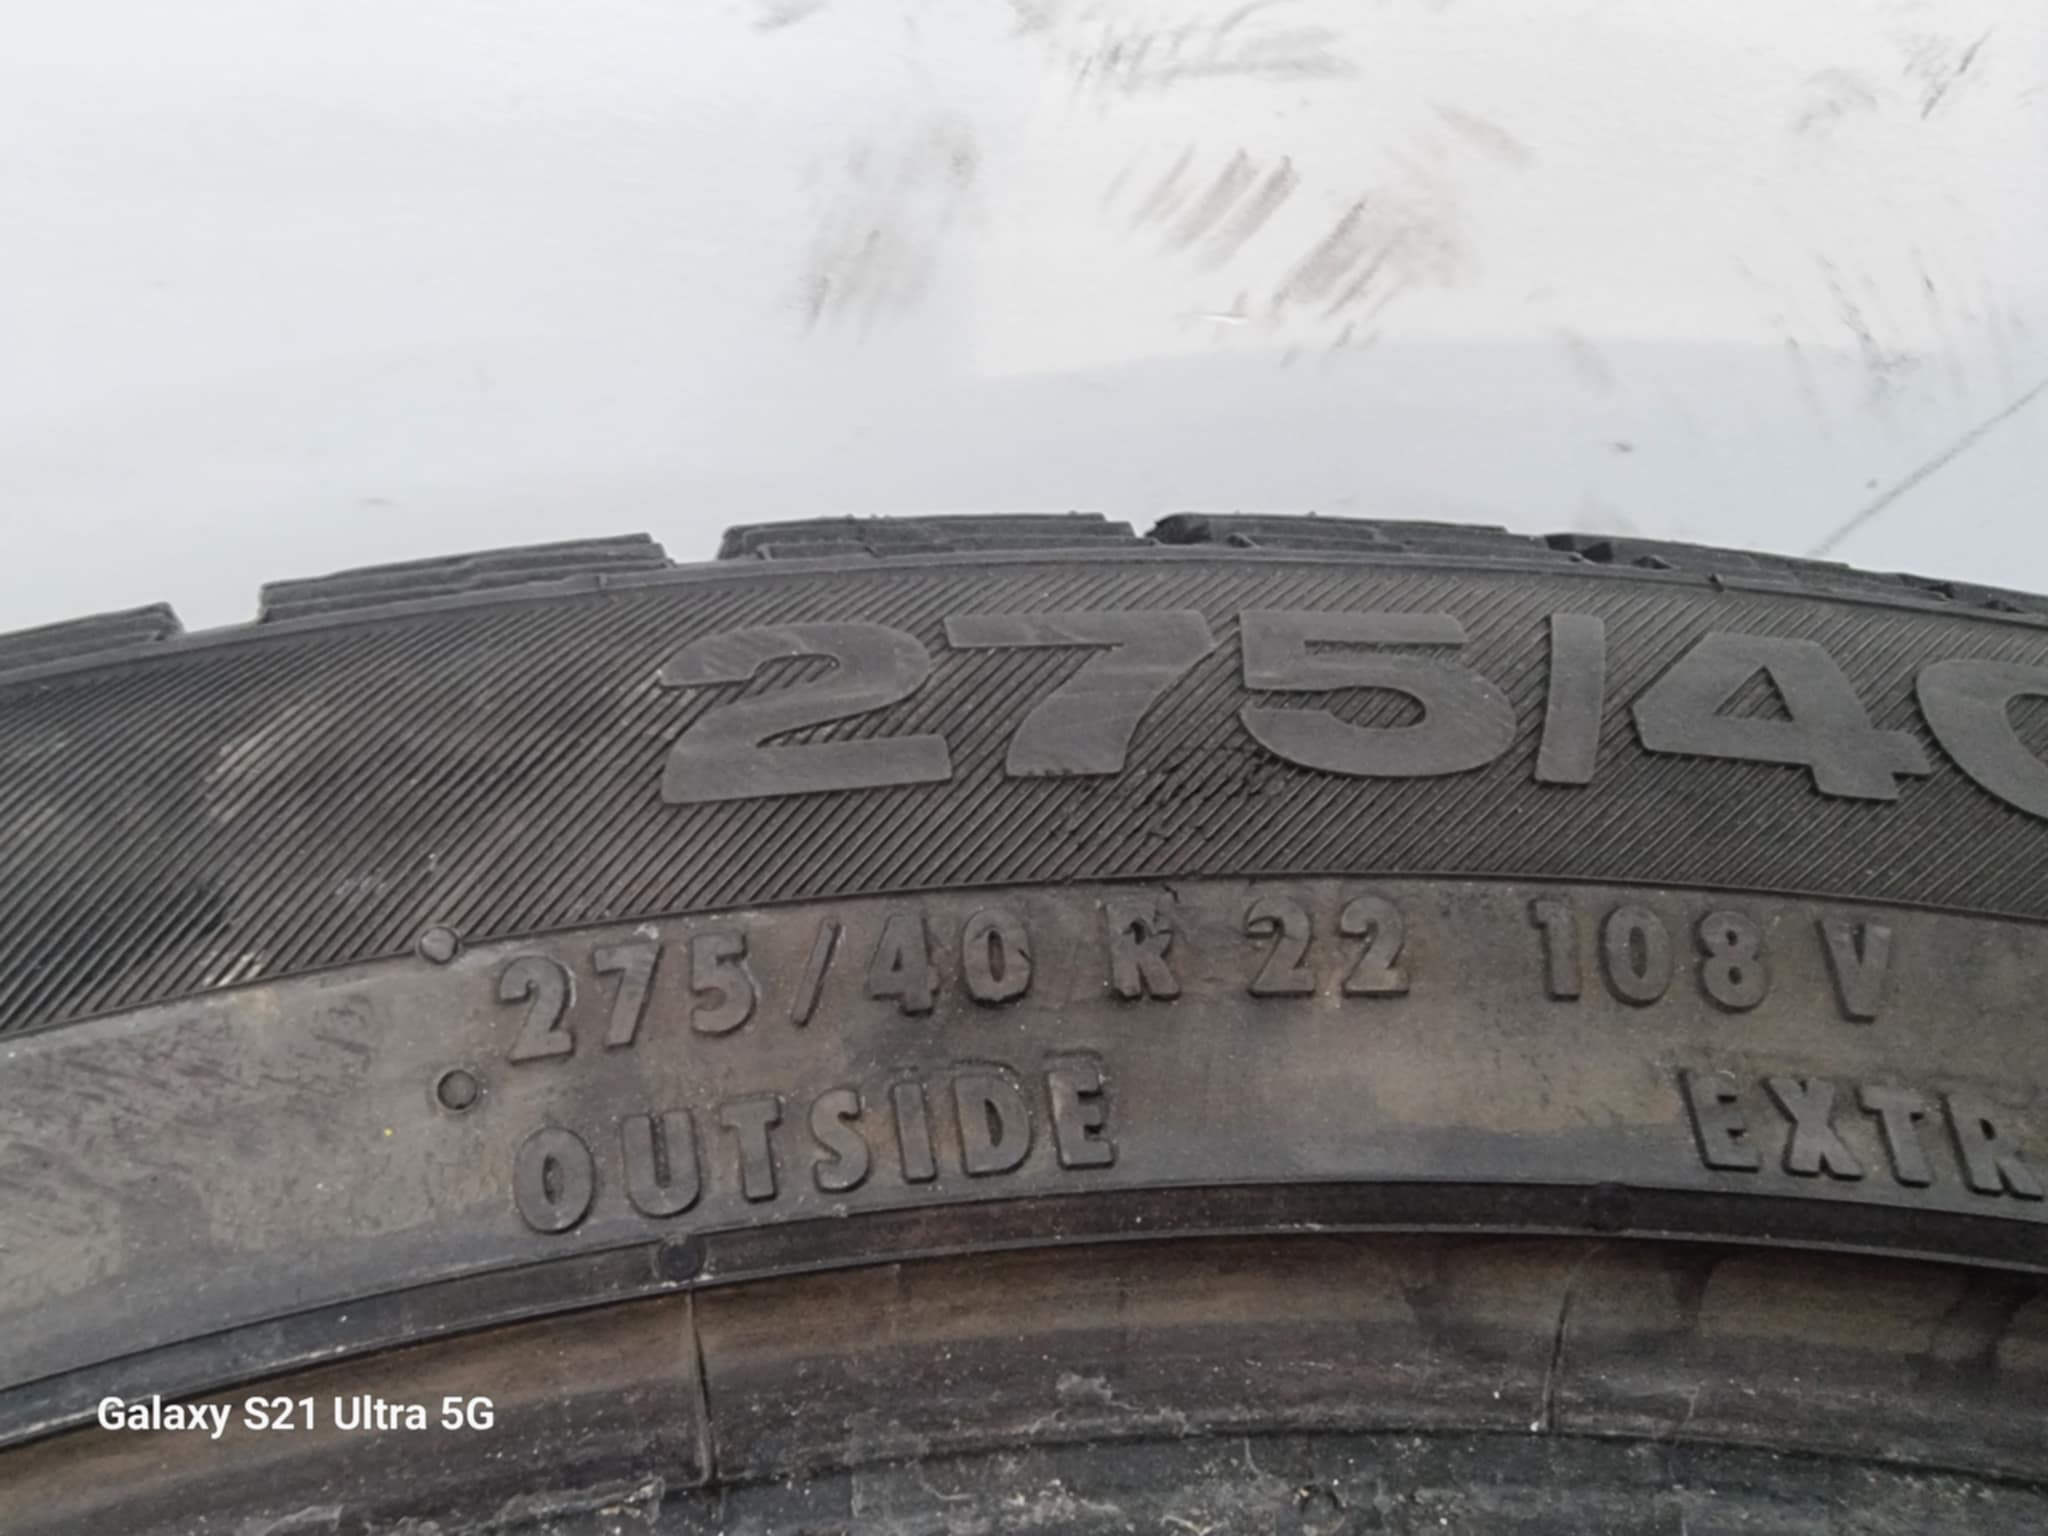 275/40
275/40 R 22 108 V
OUTSIDE
EXTR
Galaxy S21 Ultra 5G